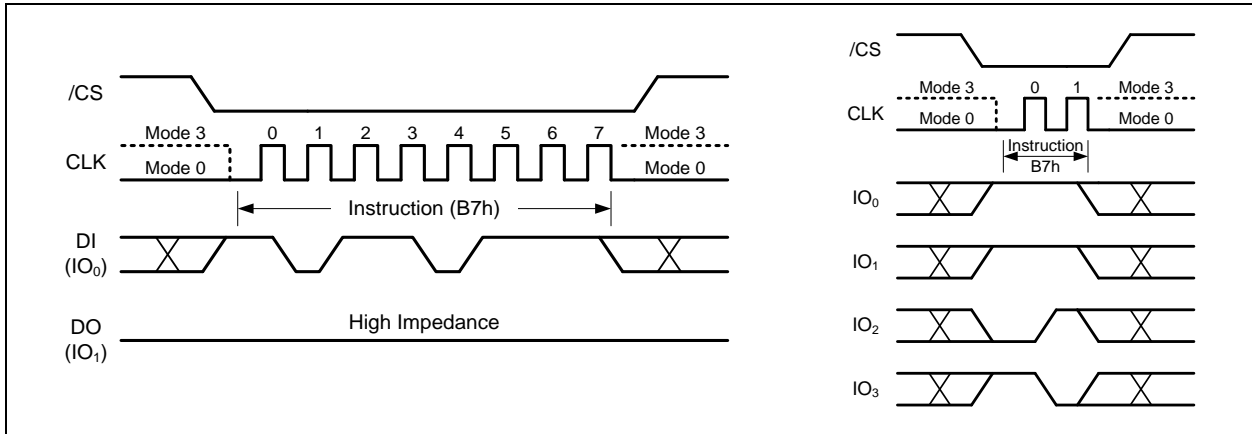 /CS
Mode 3 0 1 2 3 4 5 6 7 Mode 3
CLK Mode 0 Mode 0
Instruction (B7h)
DI
(IO0)
DO High Impedance
(IO1)
/CS
Mode 3 0 1 Mode 3
CLK Mode 0 Mode 0
Instruction
B7h
IO0
IO1
IO2
IO3